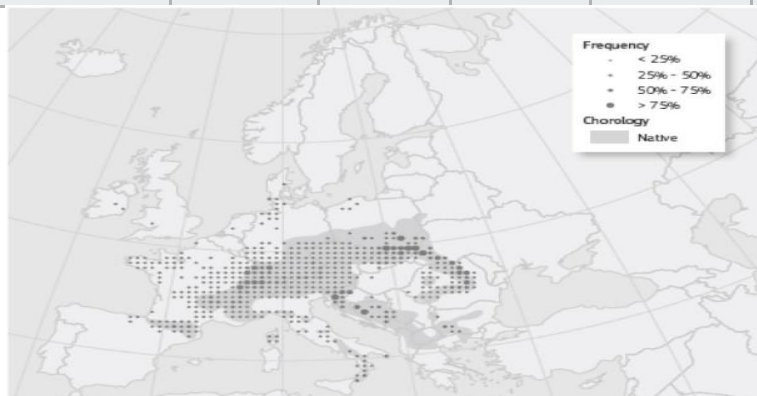 Frequency
< 25%
25% - 50%
50% - 75%
> 75%
Chorology
Native